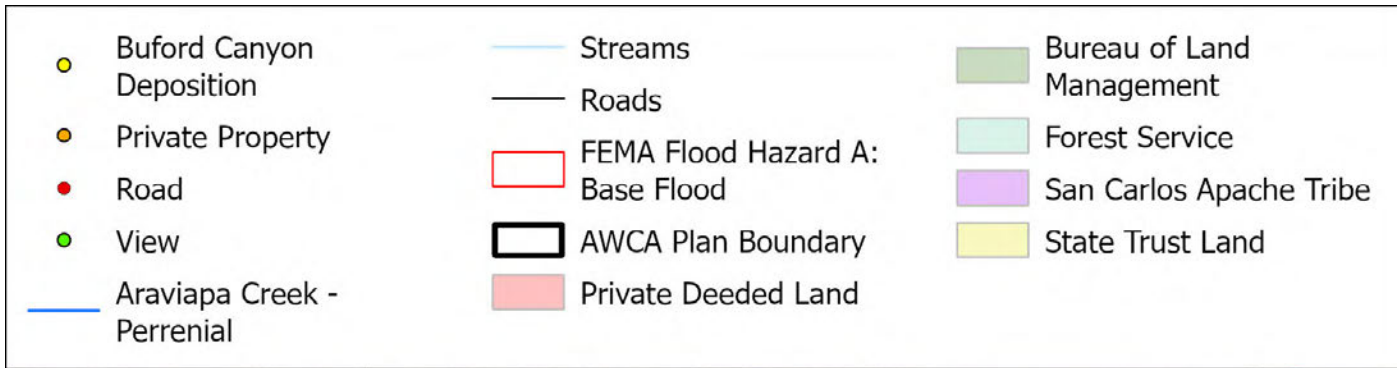 Buford Canyon
Deposition
Private Property
Road
View
Araviapa Creek -
Perrenial
Streams
Roads
FEMA Flood Hazard A:
Base Flood
AWCA Plan Boundary
Private Deeded Land
Bureau of Land
Management
Forest Service
San Carlos Apache Tribe
State Trust Land